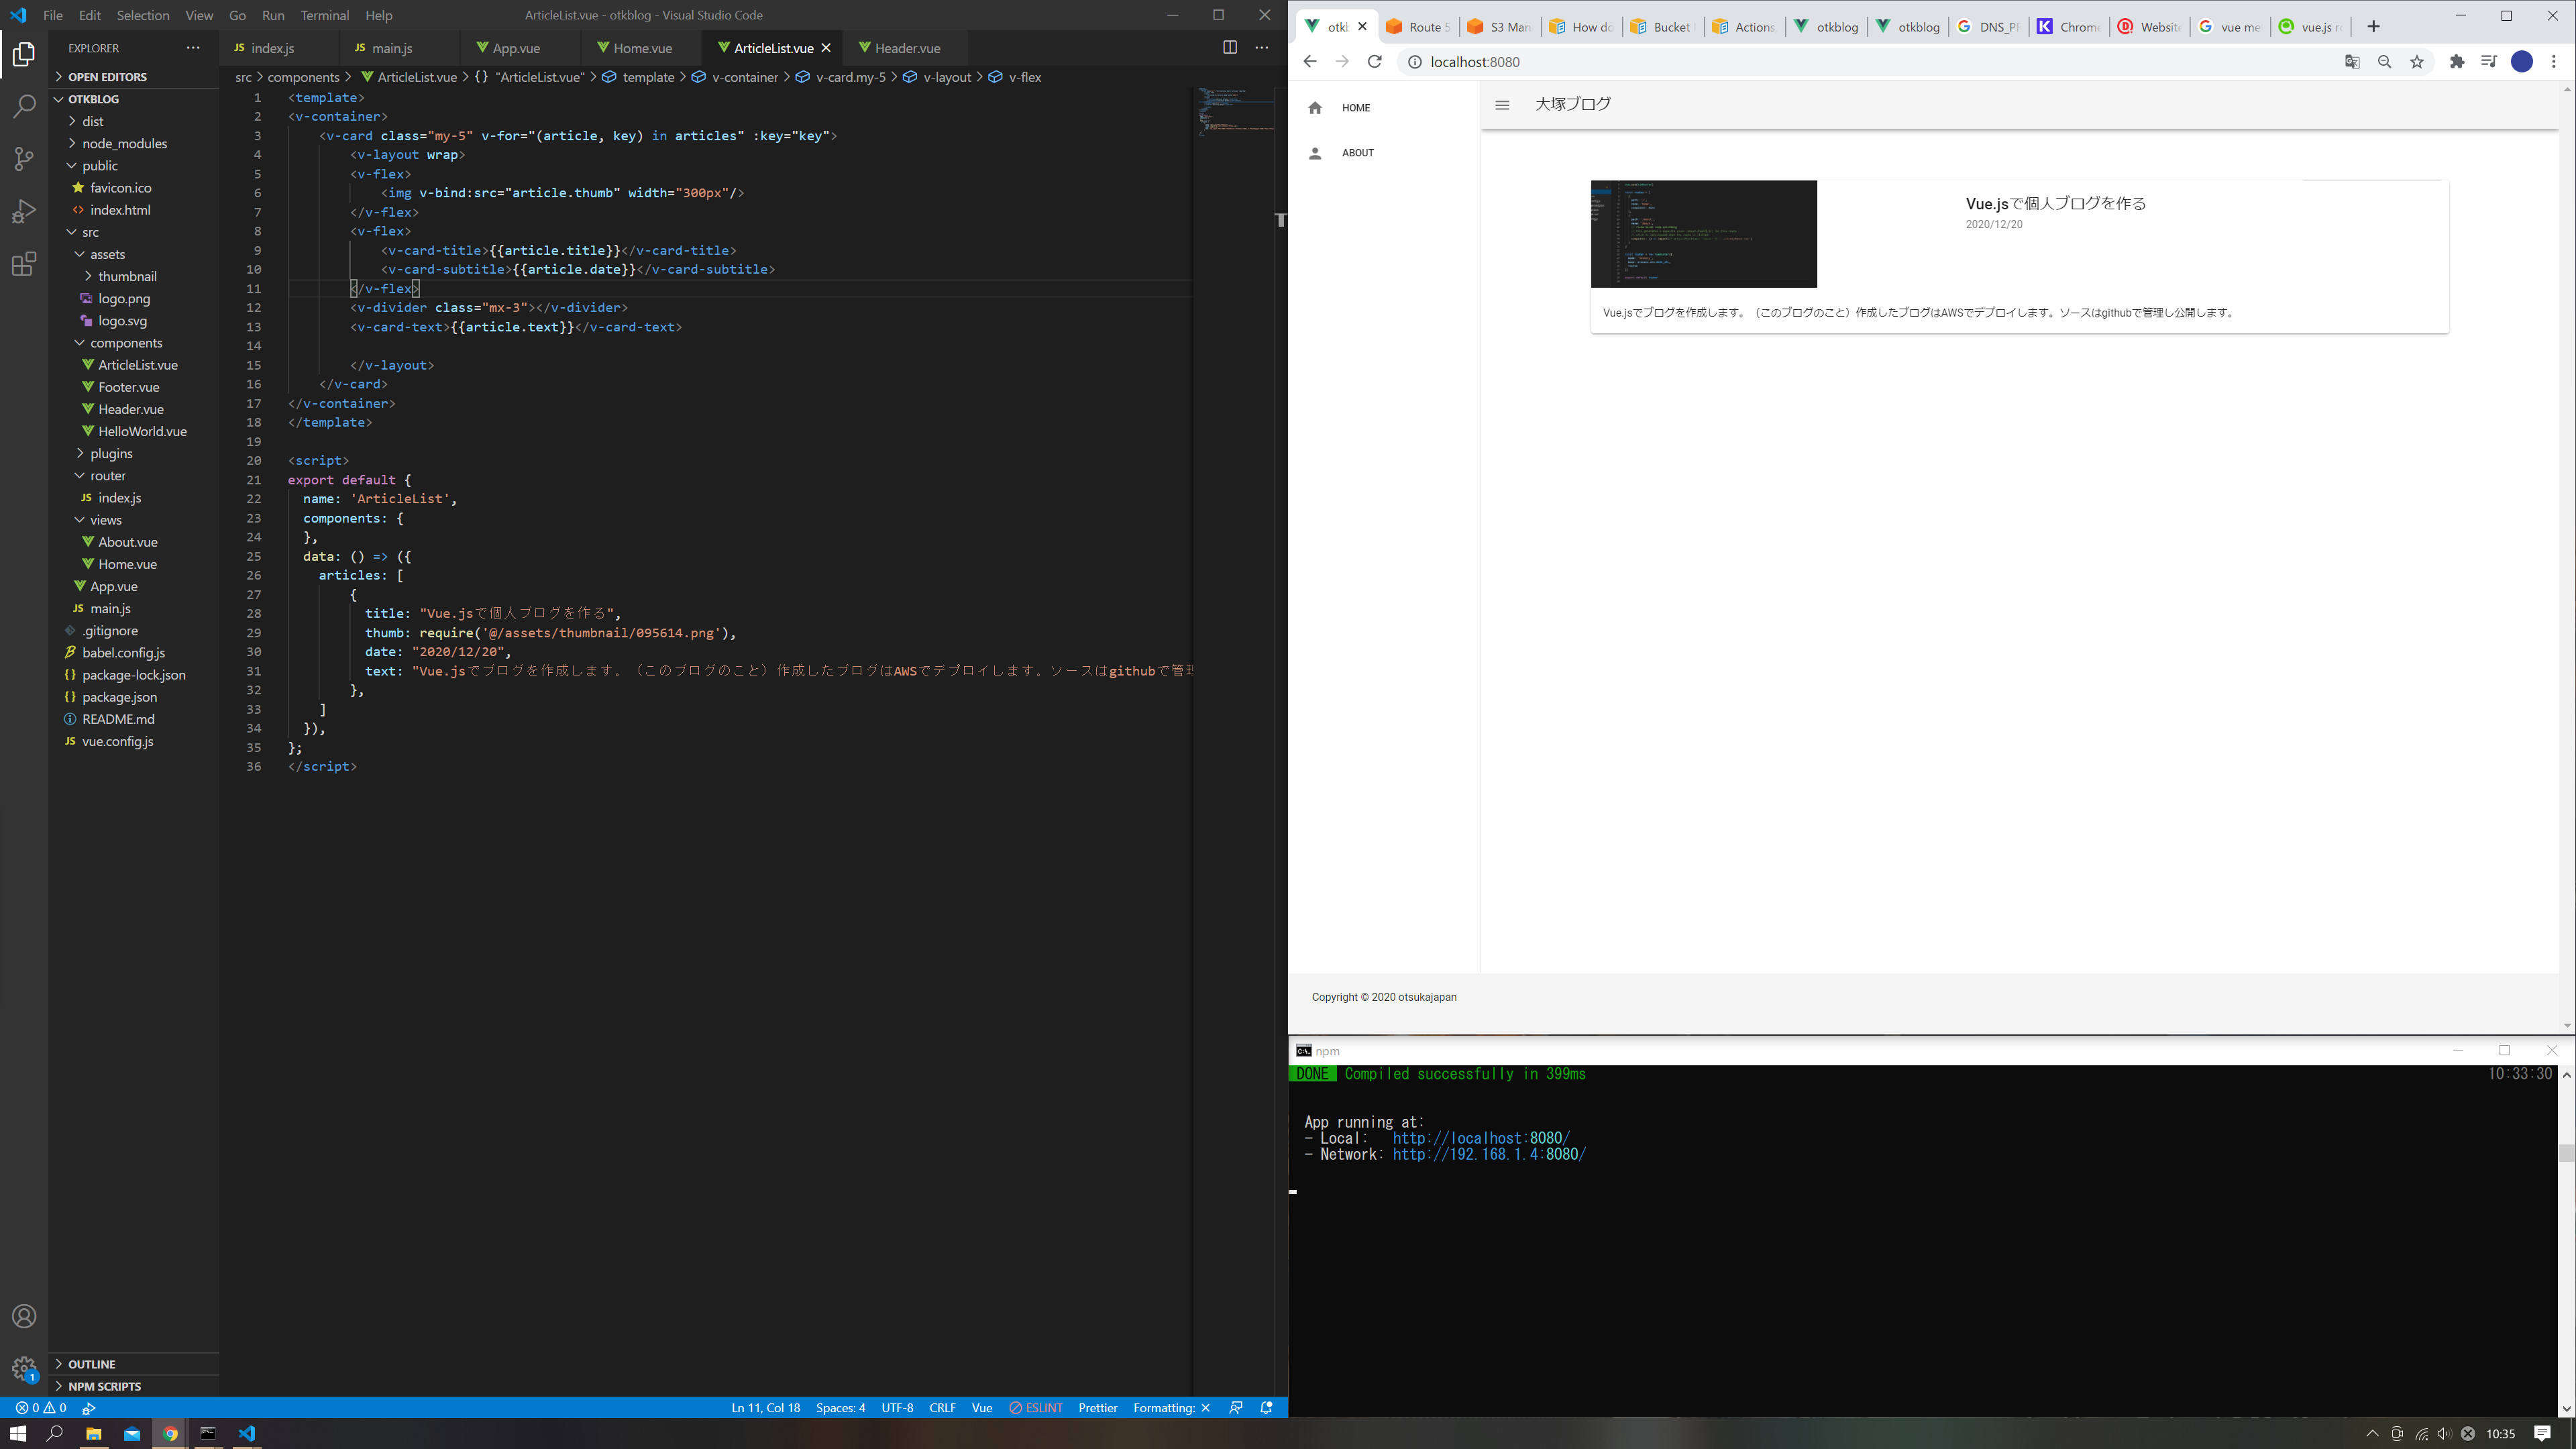 File Edit Selection View Go Run Terminal Help
ArticleList.vue - otkblog - Visual Studio Code
EXPLORER
OPEN EDITORS
OTKBLOG
dist
node_modules
public
favicon.ico
index.html
src
assets
thumbnail
logo.png
logo.svg
components
ArticleList.vue
Footer.vue
Header.vue
HelloWorld.vue
plugins
router
JS index.js
views
About.vue
Home.vue
App.vue
JS main.js
.gitignore
babel.config.js
{} package-lock.json
{} package.json
README.md
JS vue.config.js
OUTLINE
NPM SCRIPTS
JS index.js
JS main.js
App.vue
Home.vue
ArticleList.vue
Header.vue
src > components > ArticleList.vue > {} "ArticleList.vue" > template > v-container > v-card.my-5 > v-layout > v-flex
1 <template>
2 <v-container>
3 <v-card class="my-5" v-for="(article, key) in articles" :key="key">
4 <v-layout wrap>
5 <v-flex>
6 <img v-bind:src="article.thumb" width="300px"/>
7 </v-flex>
8 <v-flex>
9 <v-card-title>{{article.title}}</v-card-title>
10 <v-card-subtitle>{{article.date}}</v-card-subtitle>
11 </v-flex>
12 <v-divider class="mx-3"></v-divider>
13 <v-card-text>{{article.text}}</v-card-text>
14
15 </v-layout>
16 </v-card>
17 </v-container>
18 </template>
19
20 <script>
21 export default {
22 name: 'ArticleList',
23 components: {
24 },
25 data: () => ({
26 articles: [
27 {
28 title: "Vue.jsで個人ブログを作る",
29 thumb: require('@/assets/thumbnail/095614.png'),
30 date: "2020/12/20",
31 text: "Vue.jsでブログを作成します。（このブログのこと）作成したブログはAWSでデプロイします。ソースはgithubで管理
32 },
33 ]
34 }),
35 };
36 </script>
1
0 0
Ln 11, Col 18 Spaces: 4 UTF-8 CRLF Vue ESLINT Prettier Formatting: ×
otkb
Route 5
S3 Man
How do
Bucket
Actions
otkblog
otkblog
DNS_P
Chrome
Website
vue me
vue.js r
localhost:8080
HOME
ABOUT
大塚ブログ
Vue.jsで個人ブログを作る
2020/12/20
Vue.jsでブログを作成します。（このブログのこと）作成したブログはAWSでデプロイします。ソースはgithubで管理し公開します。
Copyright © 2020 otsukajapan
npm
DONE Compiled successfully in 399ms 10:33:30
App running at:
- Local: http://localhost:8080/
- Network: http://192.168.1.4:8080/
10:35